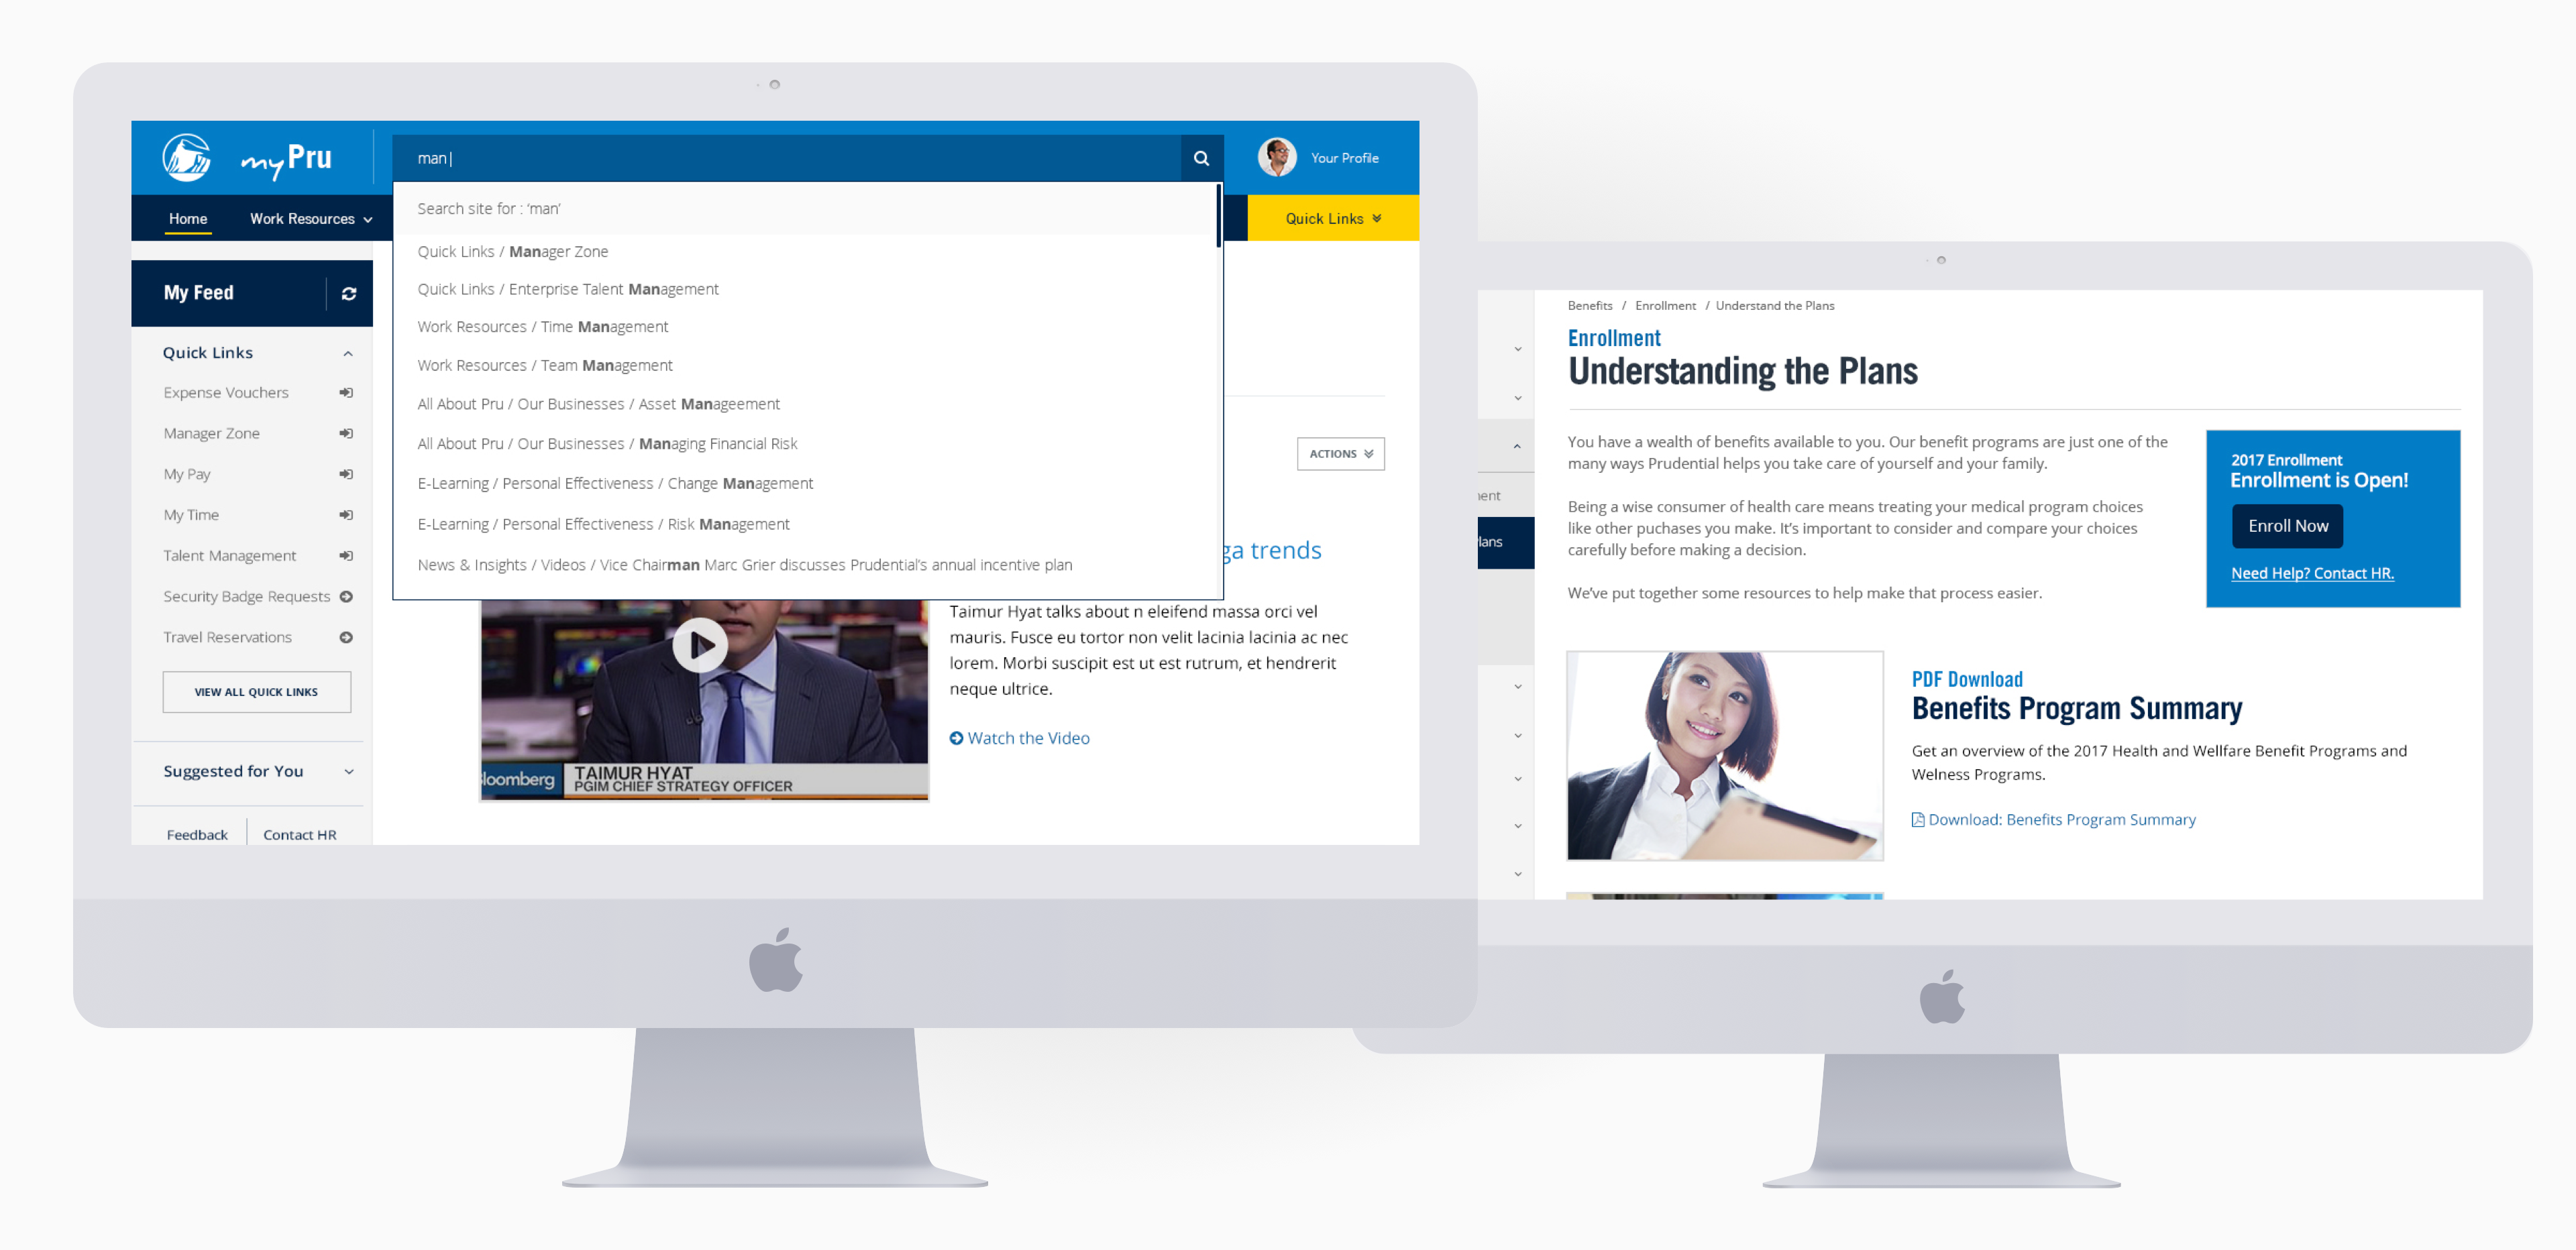 my Pru
man
Your Profile
Home
Work Resources
Quick Links
Search site for : ‘man’
Quick Links / Manager Zone
Quick Links / Enterprise Talent Management
Work Resources / Time Management
Work Resources / Team Management
All About Pru / Our Businesses / Asset Manageement
All About Pru / Our Businesses / Managing Financial Risk
E-Learning / Personal Effectiveness / Change Management
E-Learning / Personal Effectiveness / Risk Management
News & Insights / Videos / Vice Chairman Marc Grier discusses Prudential’s annual incentive plan
My Feed
Quick Links
Expense Vouchers
Manager Zone
My Pay
My Time
Talent Management
Security Badge Requests
Travel Reservations
VIEW ALL QUICK LINKS
Suggested for You
Feedback
Contact HR
ACTIONS
ga trends
Taimur Hyat talks about n eleifend massa orci vel
mauris. Fusce eu tortor non velit lacinia lacinia ac nec
lorem. Morbi suscipit est ut est rutrum, et hendrerit
neque ultrice.
Watch the Video
loomberg
TAIMUR HYAT
PGIM CHIEF STRATEGY OFFICER
ent
lans
Benefits / Enrollment / Understand the Plans
Enrollment
Understanding the Plans
You have a wealth of benefits available to you. Our benefit programs are just one of the
many ways Prudential helps you take care of yourself and your family.
Being a wise consumer of health care means treating your medical program choices
like other puchases you make. It’s important to consider and compare your choices
carefully before making a decision.
We’ve put together some resources to help make that process easier.
2017 Enrollment
Enrollment is Open!
Enroll Now
Need Help? Contact HR.
PDF Download
Benefits Program Summary
Get an overview of the 2017 Health and Wellfare Benefit Programs and
Welness Programs.
Download: Benefits Program Summary